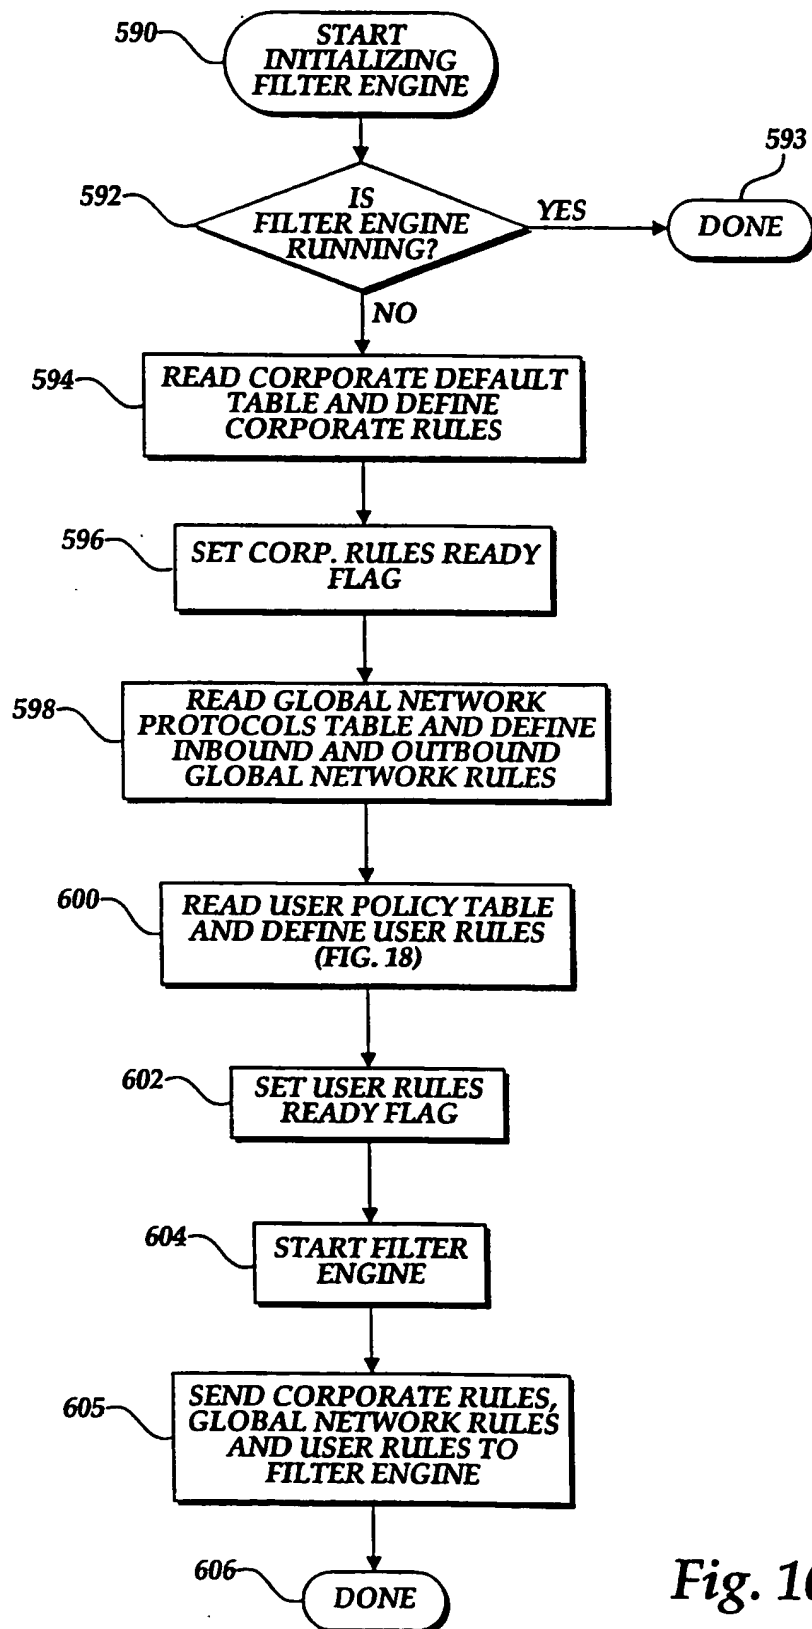 590
START
INITIALIZING
FILTER ENGINE
593
592
IS
FILTER ENGINE
RUNNING?
YES
DONE
NO
594
READ CORPORATE DEFAULT
TABLE AND DEFINE
CORPORATE RULES
596
SET CORP. RULES READY
FLAG
598
READ GLOBAL NETWORK
PROTOCOLS TABLE AND DEFINE
INBOUND AND OUTBOUND
GLOBAL NETWORK RULES
600
READ USER POLICY TABLE
AND DEFINE USER RULES
(FIG. 18)
602
SET USER RULES
READY FLAG
604
START FILTER
ENGINE
605
SEND CORPORATE RULES,
GLOBAL NETWORK RULES
AND USER RULES TO
FILTER ENGINE
606
DONE
Fig.